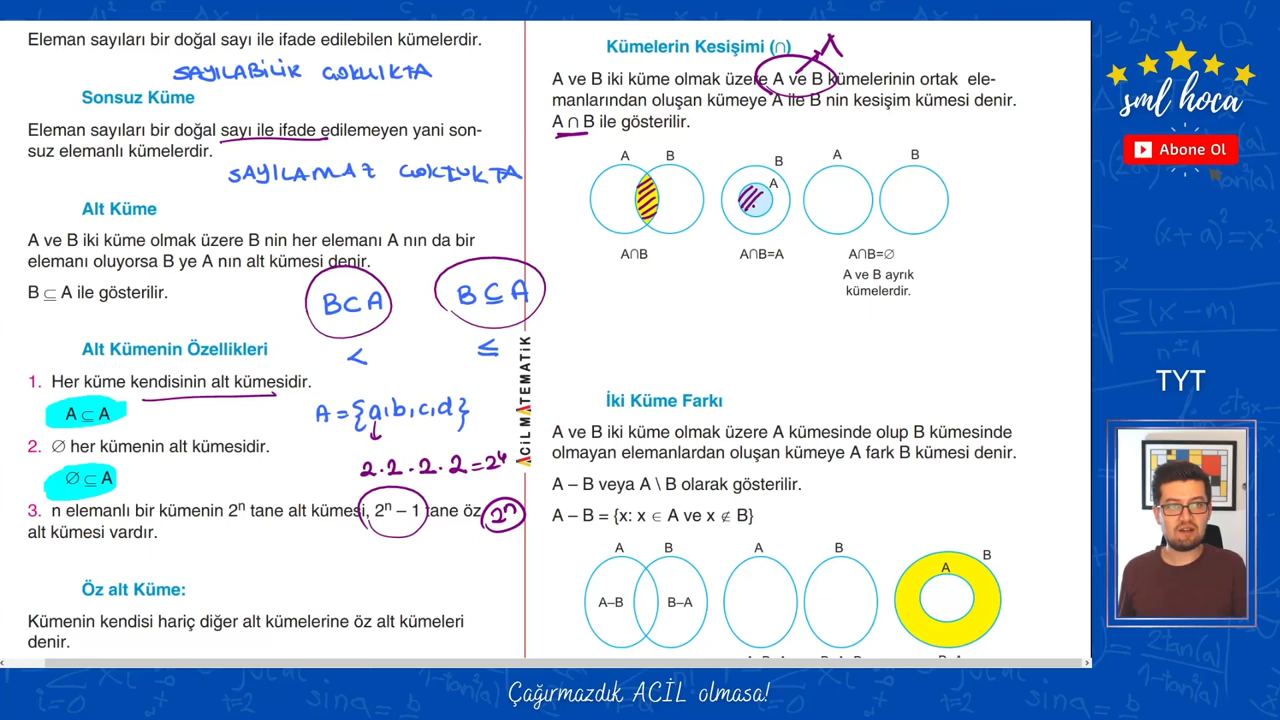 Eleman sayıları bir doğal sayı ile ifade edilebilen kümelerdir.
SAYILABİLİR ÇOKLUKTA
Sonsuz Küme
Eleman sayıları bir doğal sayı ile ifade edilemeyen yani son-
suz elemanlı kümelerdir.
SAYILAMAZ ÇOKLUKTA
Alt Küme
A ve B iki küme olmak üzere B nin her elemanı A nın da bir
elemanı oluyorsa B ye A nın alt kümesi denir.
B ⊆ A ile gösterilir.
B⊂A B⊆A
< ≤
Alt Kümenin Özellikleri
1. Her küme kendisinin alt kümesidir.
A ⊆ A
A={a,b,c,d}
2. ∅ her kümenin alt kümesidir.
2.2.2.2=2⁴
∅ ⊆ A
3. n elemanlı bir kümenin 2ⁿ tane alt kümesi, 2ⁿ – 1 tane öz
2ⁿ
alt kümesi vardır.
Öz alt Küme:
Kümenin kendisi hariç diğer alt kümelerine öz alt kümeleri
denir.
ACİL MATEMATİK
Kümelerin Kesişimi (∩)
Λ
A ve B iki küme olmak üzere A ve B kümelerinin ortak ele-
manlarından oluşan kümeye A ile B nin kesişim kümesi denir.
A ∩ B ile gösterilir.
A B B A A B
A∩B A∩B=A A∩B=∅
A ve B ayrık
kümelerdir.
İki Küme Farkı
A ve B iki küme olmak üzere A kümesinde olup B kümesinde
olmayan elemanlardan oluşan kümeye A fark B kümesi denir.
A – B veya A \ B olarak gösterilir.
A – B = {x: x ∈ A ve x ∉ B}
A B A B A B
A–B B–A
sml hoca
Abone Ol
TYT
Çağırmazdık ACİL olmasa!